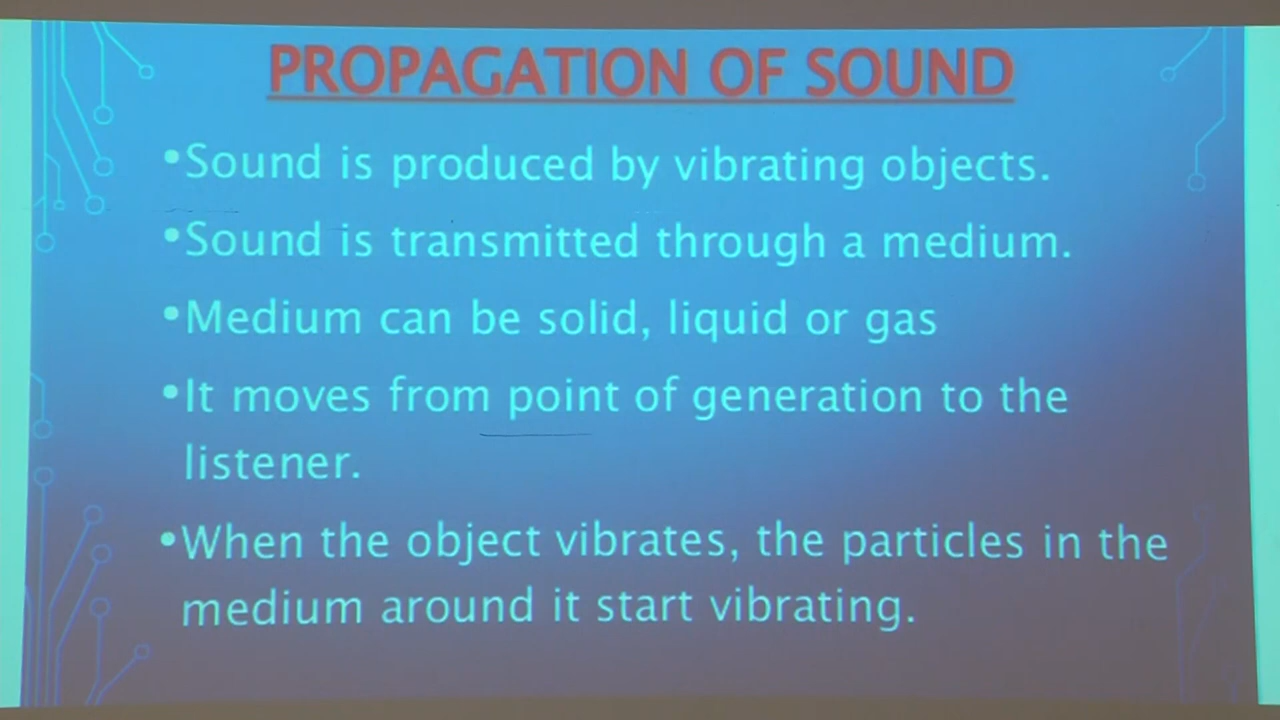 PROPAGATION OF SOUND
•Sound is produced by vibrating objects.
•Sound is transmitted through a medium.
•Medium can be solid, liquid or gas
•It moves from point of generation to the
listener.
•When the object vibrates, the particles in the
medium around it start vibrating.